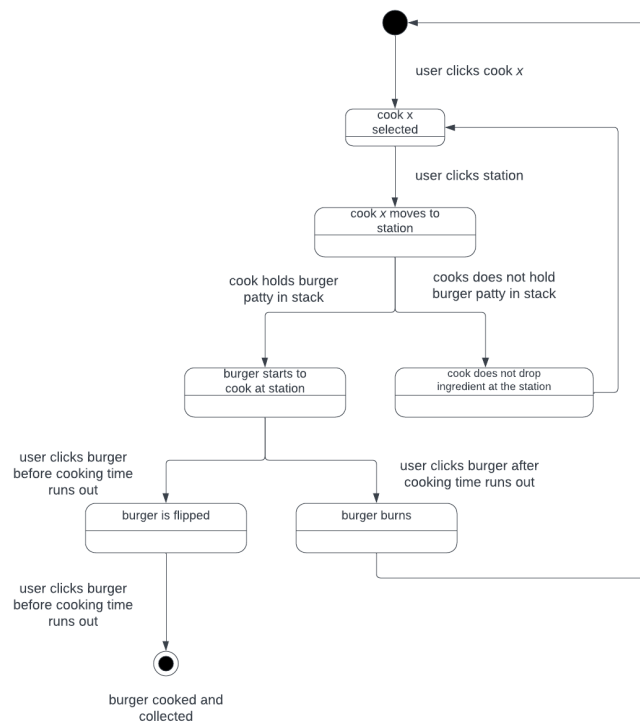 user clicks cook x
cook x
selected
user clicks station
cook x moves to
station
cook holds burger
patty in stack
cooks does not hold
burger patty in stack
burger starts to
cook at station
cook does not drop
ingredient at the station
user clicks burger
before cooking time
runs out
user clicks burger after
cooking time runs out
burger is flipped
burger burns
user clicks burger
before cooking time
runs out
burger cooked and
collected